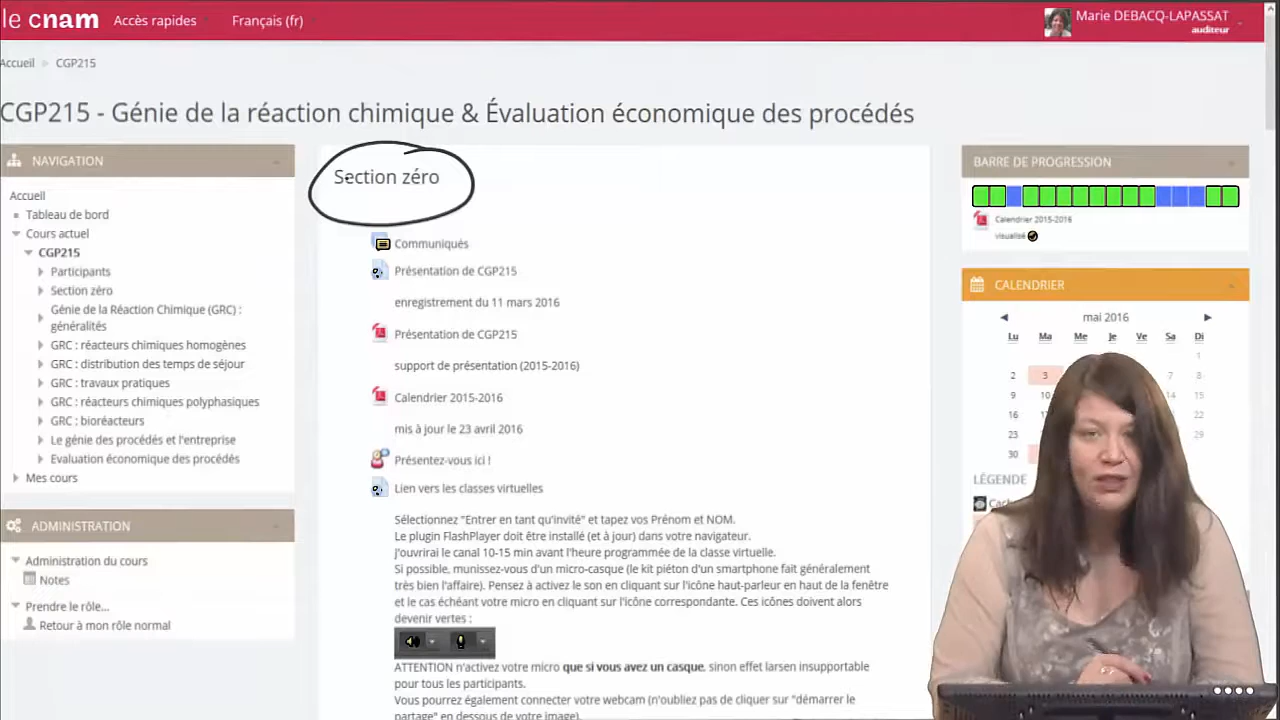 le cnam Accès rapides Français (fr) Marie DEBACQ-LAPASSAT
auditeur
Accueil CGP215
CGP215 - Génie de la réaction chimique & Évaluation économique des procédés
NAVIGATION
Accueil
Tableau de bord
Cours actuel
CGP215
Participants
Section zéro
Génie de la Réaction Chimique (GRC) :
généralités
GRC : réacteurs chimiques homogènes
GRC : distribution des temps de séjour
GRC : travaux pratiques
GRC : réacteurs chimiques polyphasiques
GRC : bioréacteurs
Le génie des procédés et l'entreprise
Evaluation économique des procédés
Mes cours
ADMINISTRATION
Administration du cours
Notes
Prendre le rôle...
Retour à mon rôle normal
Section zéro
Communiqués
Présentation de CGP215
enregistrement du 11 mars 2016
Présentation de CGP215
support de présentation (2015-2016)
Calendrier 2015-2016
mis à jour le 23 avril 2016
Présentez-vous ici !
Lien vers les classes virtuelles
Sélectionnez "Entrer en tant qu'invité" et tapez vos Prénom et NOM.
Le plugin FlashPlayer doit être installé (et à jour) dans votre navigateur.
J'ouvrirai le canal 10-15 min avant l'heure programmée de la classe virtuelle.
Si possible, munissez-vous d'un micro-casque (le kit piéton d'un smartphone fait généralement
très bien l'affaire). Pensez à activez le son en cliquant sur l'icône haut-parleur en haut de la fenêtre
et le cas échéant votre micro en cliquant sur l'icône correspondante. Ces icônes doivent alors
devenir vertes :
ATTENTION n'activez votre micro que si vous avez un casque, sinon effet larsen insupportable
pour tous les participants.
Vous pourrez également connecter votre webcam (n'oubliez pas de cliquer sur "démarrer le
partage" en dessous de votre image).
BARRE DE PROGRESSION
Calendrier 2015-2016
visualisé
CALENDRIER
mai 2016
Lu Ma Me Je Ve Sa Di
1
2 3 7 8
9 10 14 15
16 22
23 29
30
LÉGENDE